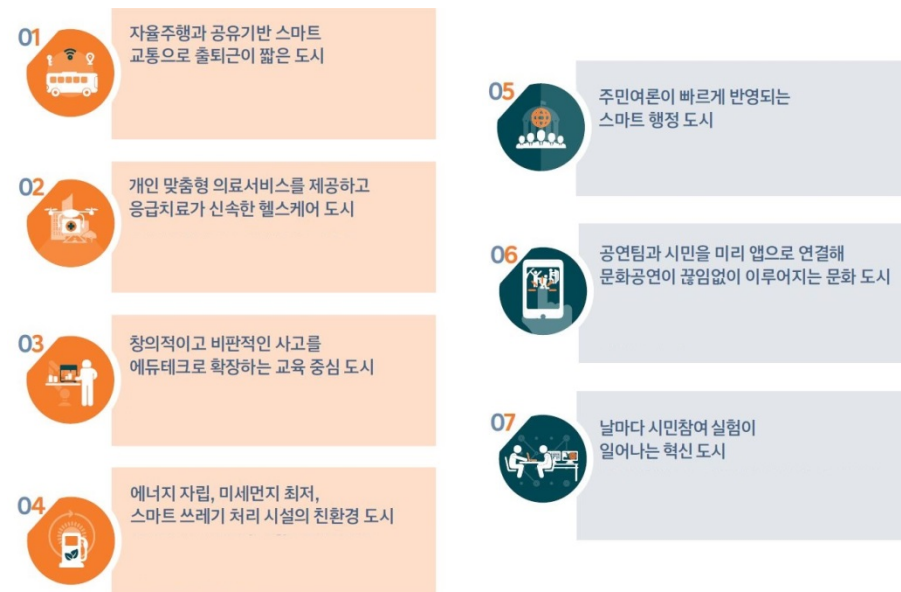 01
자율주행과 공유기반 스마트
교통으로 출퇴근이 짧은 도시
02
개인 맞춤형 의료서비스를 제공하고
응급치료가 신속한 헬스케어 도시
03
창의적이고 비판적인 사고를
에듀테크로 확장하는 교육 중심 도시
04
에너지 자립, 미세먼지 최저,
스마트 쓰레기 처리 시설의 친환경 도시
05
주민여론이 빠르게 반영되는
스마트 행정 도시
06
공연팀과 시민을 미리 앱으로 연결해
문화공연이 끊임없이 이루어지는 문화 도시
07
날마다 시민참여 실험이
일어나는 혁신 도시